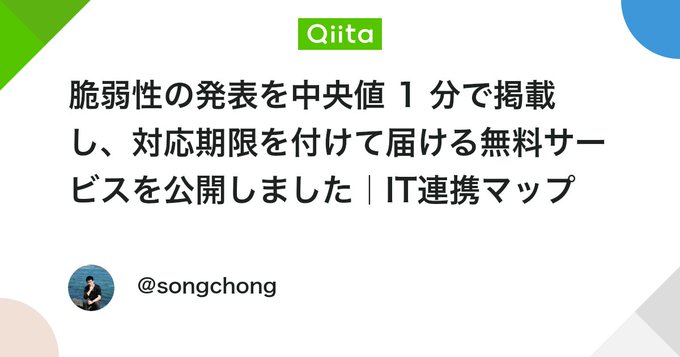 Qiita
脆弱性の発表を中央値 1 分で掲載
し、対応期限を付けて届ける無料サー
ビスを公開しました｜IT連携マップ
@songchong